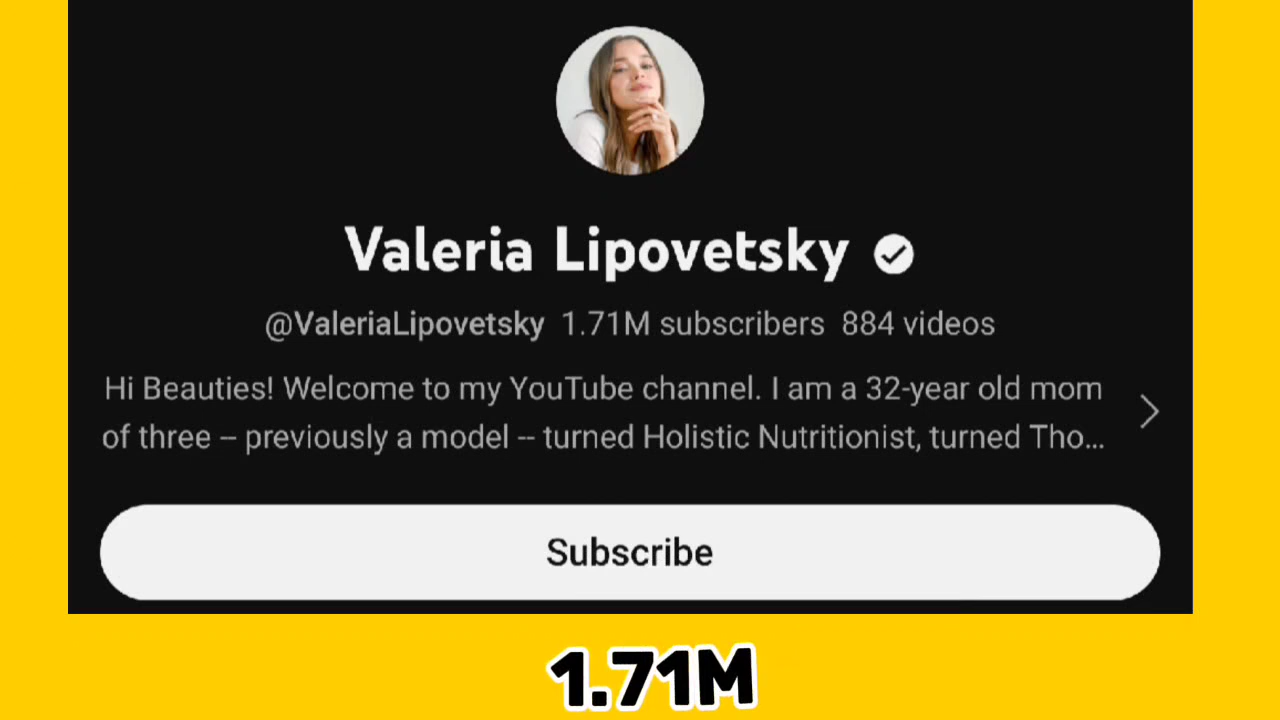 Valeria Lipovetsky
@ValeriaLipovetsky 1.71M subscribers 884 videos
Hi Beauties! Welcome to my YouTube channel. I am a 32-year old mom
of three – previously a model -- turned Holistic Nutritionist, turned Tho...
Subscribe
1.71M